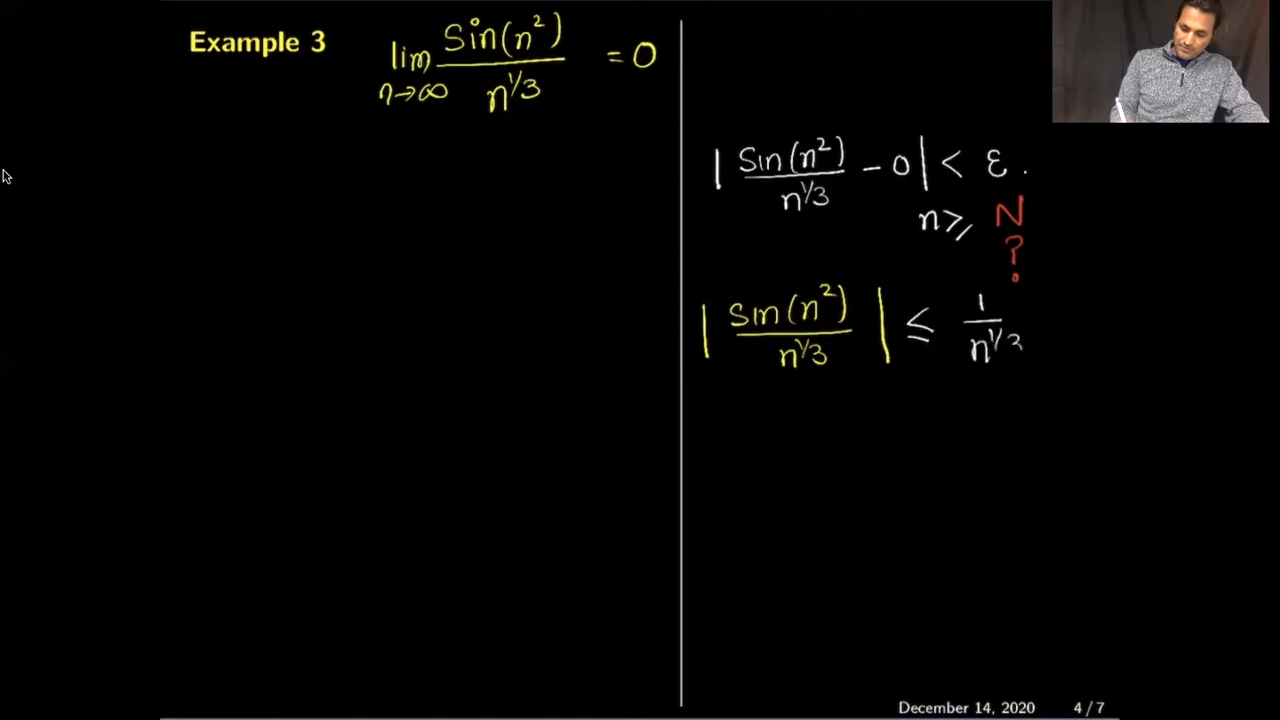 Example 3 lim n→∞ Sin(n²)/n^1/3 = 0
| Sin(n²)/n^1/3 - 0 | < ε.
n ≥ N
?
| Sin(n²)/n^1/3 | ≤ 1/n^1/3
December 14, 2020 4 / 7